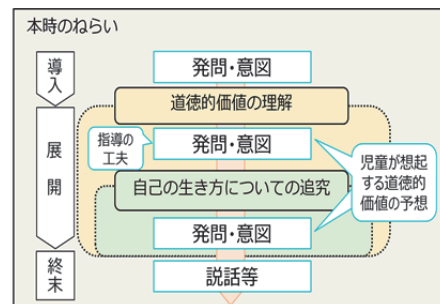 本時のねらい
導入
発問・意図
道徳的価値の理解
展開
指導の
工夫
発問・意図
児童が想起
する道徳的
価値の予想
自己の生き方についての追究
発問・意図
終末
説話等